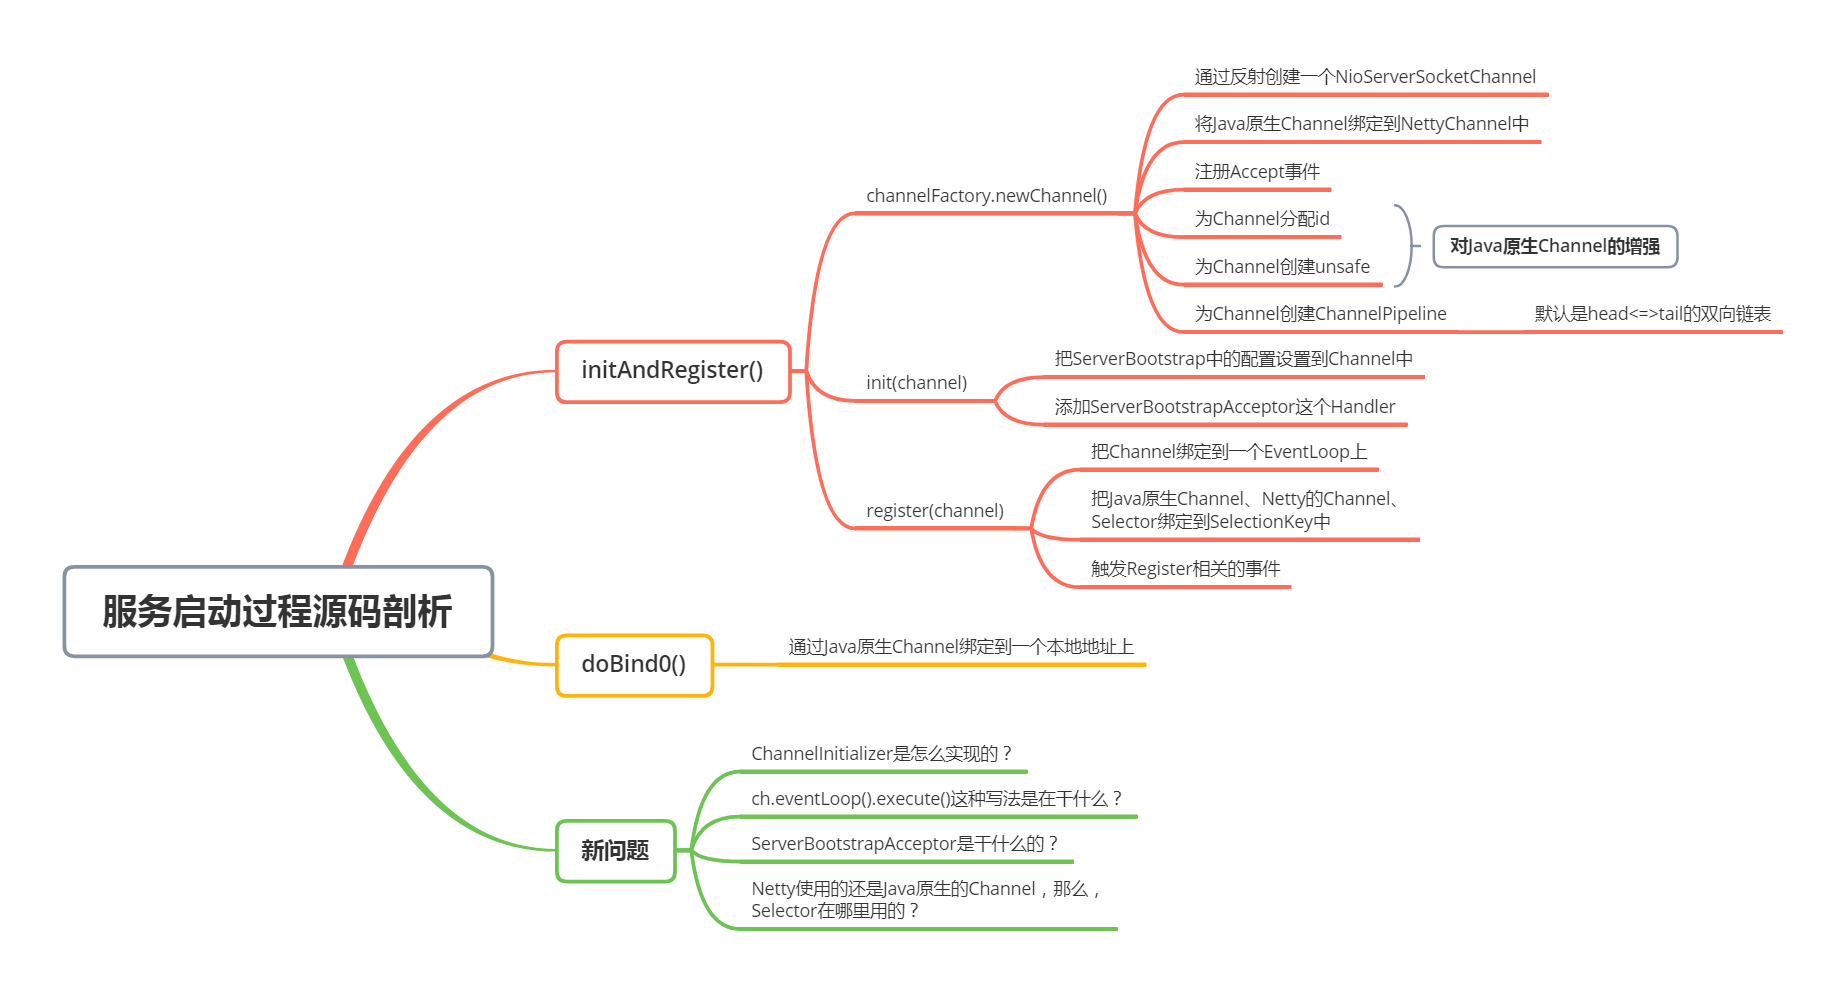 服务启动过程源码剖析
initAndRegister()
channelFactory.newChannel()
通过反射创建一个NioServerSocketChannel
将Java原生Channel绑定到NettyChannel中
注册Accept事件
为Channel分配id
为Channel创建unsafe
对Java原生Channel的增强
为Channel创建ChannelPipeline
默认是head<=>tail的双向链表
init(channel)
把ServerBootstrap中的配置设置到Channel中
添加ServerBootstrapAcceptor这个Handler
register(channel)
把Channel绑定到一个EventLoop上
把Java原生Channel、Netty的Channel、
Selector绑定到SelectionKey中
触发Register相关的事件
doBind0()
通过Java原生Channel绑定到一个本地地址上
新问题
ChannelInitializer是怎么实现的？
ch.eventLoop().execute()这种写法是在干什么？
ServerBootstrapAcceptor是干什么的？
Netty使用的还是Java原生的Channel，那么，
Selector在哪里用的？